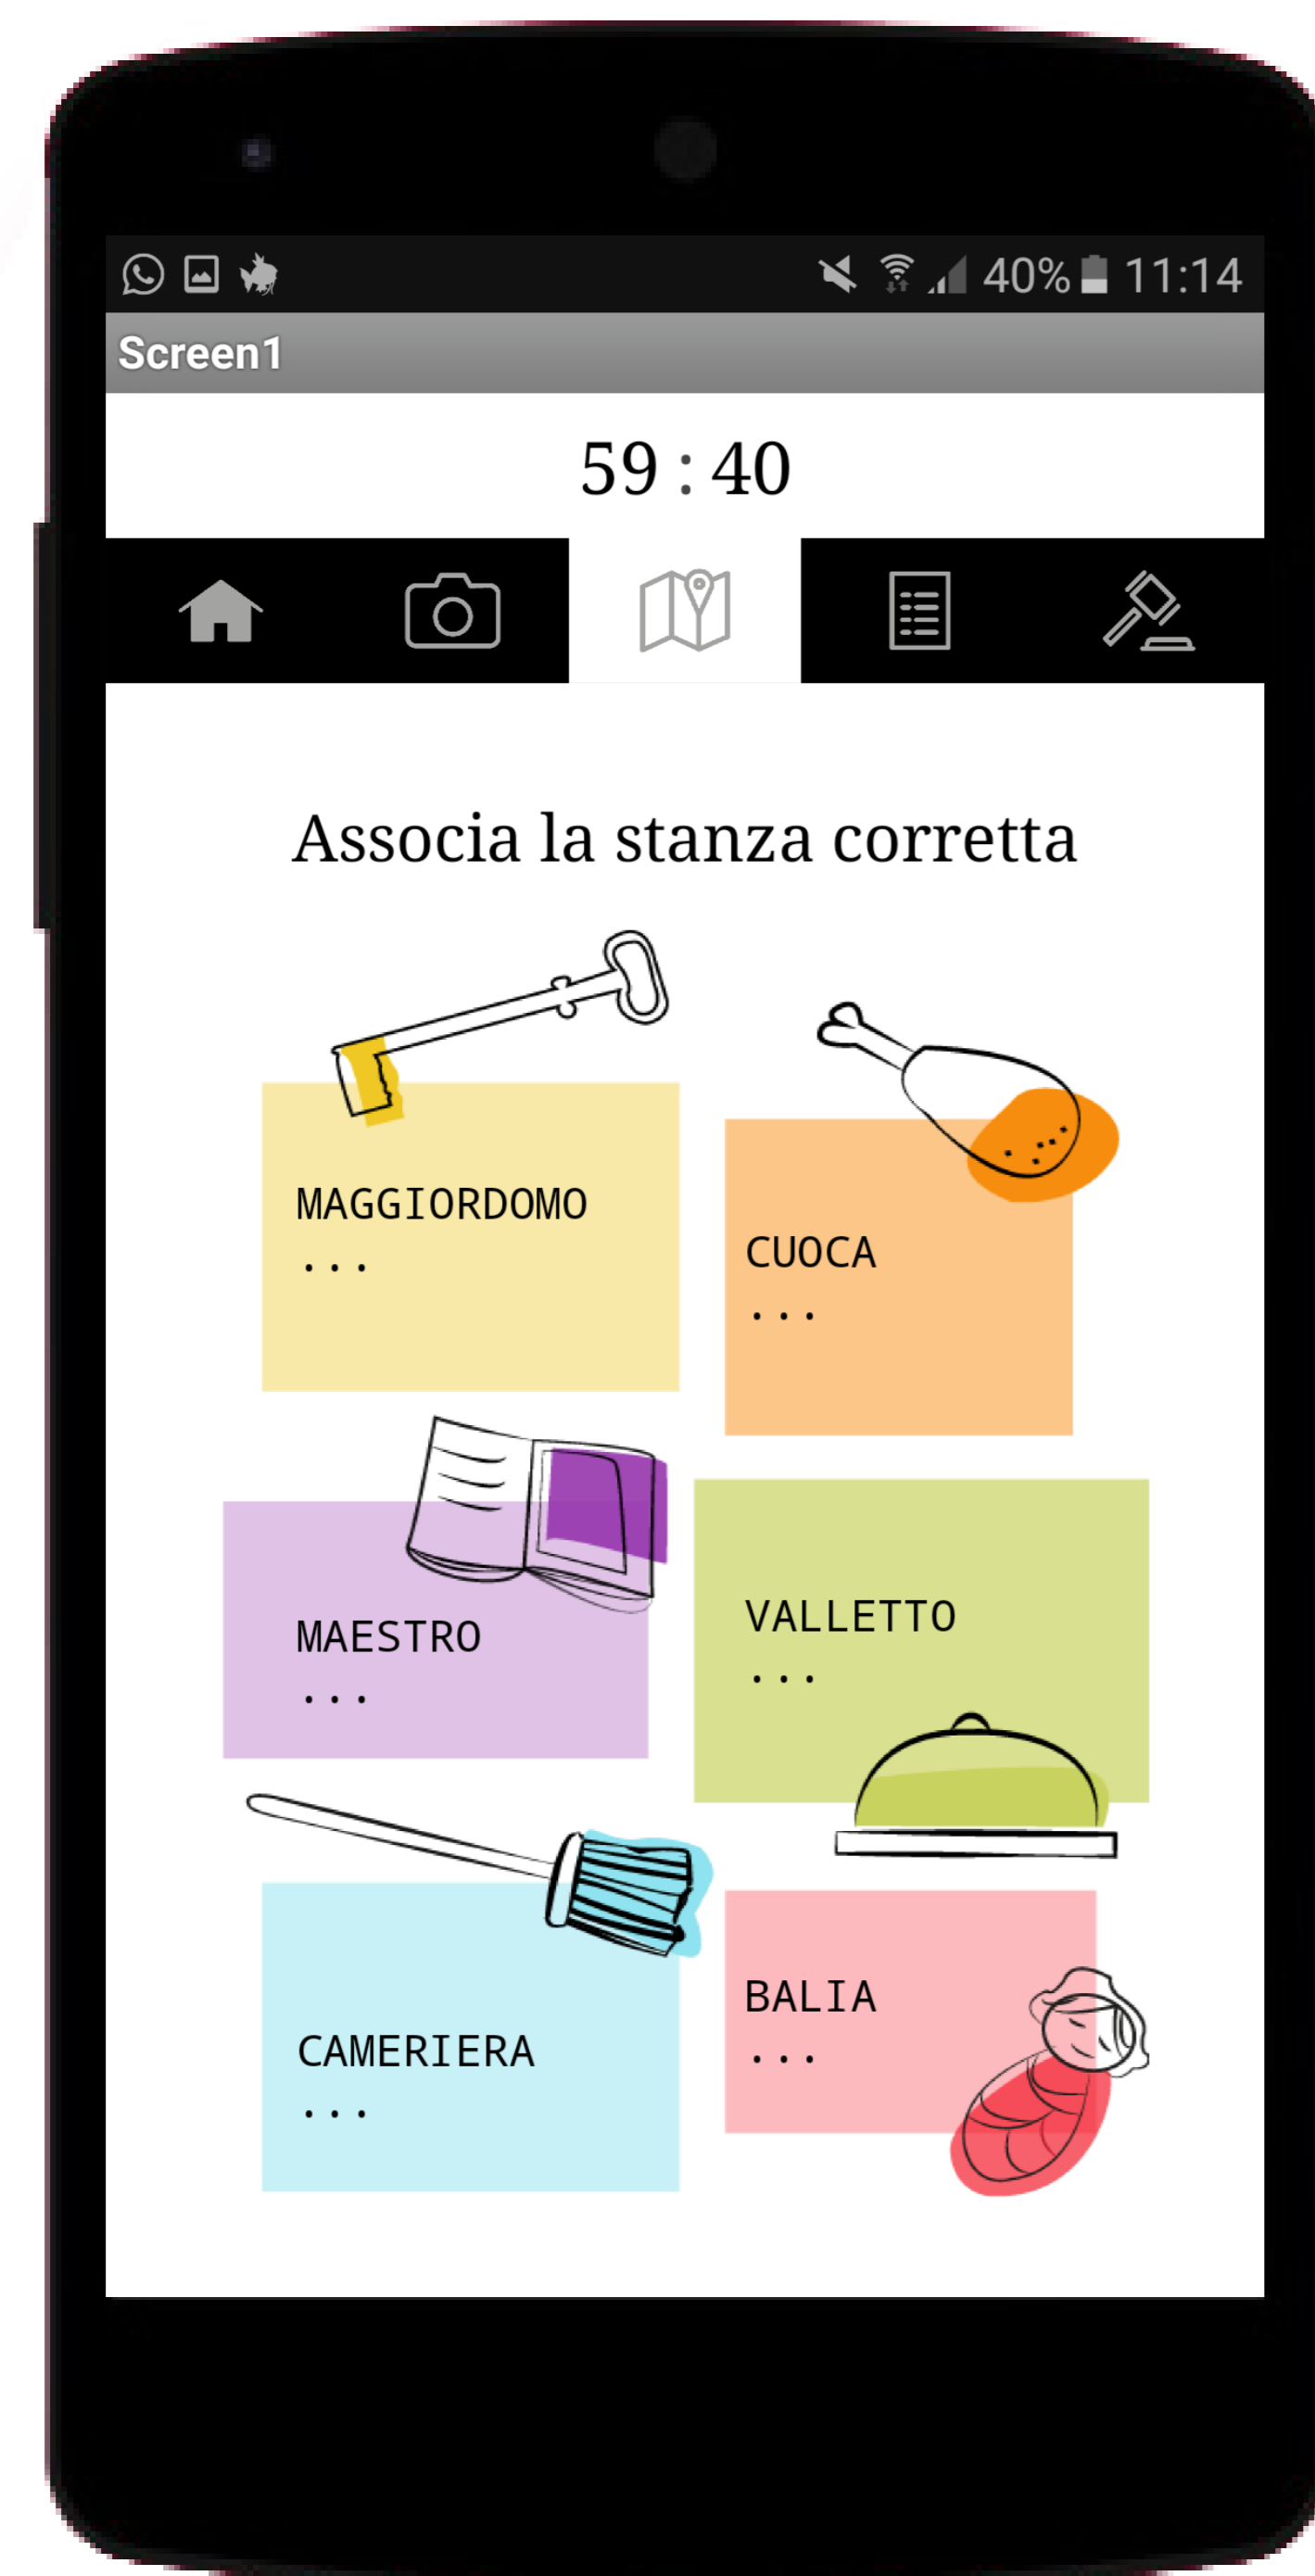 40% 11:14
Screen1
59 : 40
Associa la stanza corretta
MAGGIORDOMO
...
CUOCA
...
MAESTRO
...
VALLETTO
...
CAMERIERA
...
BALIA
...